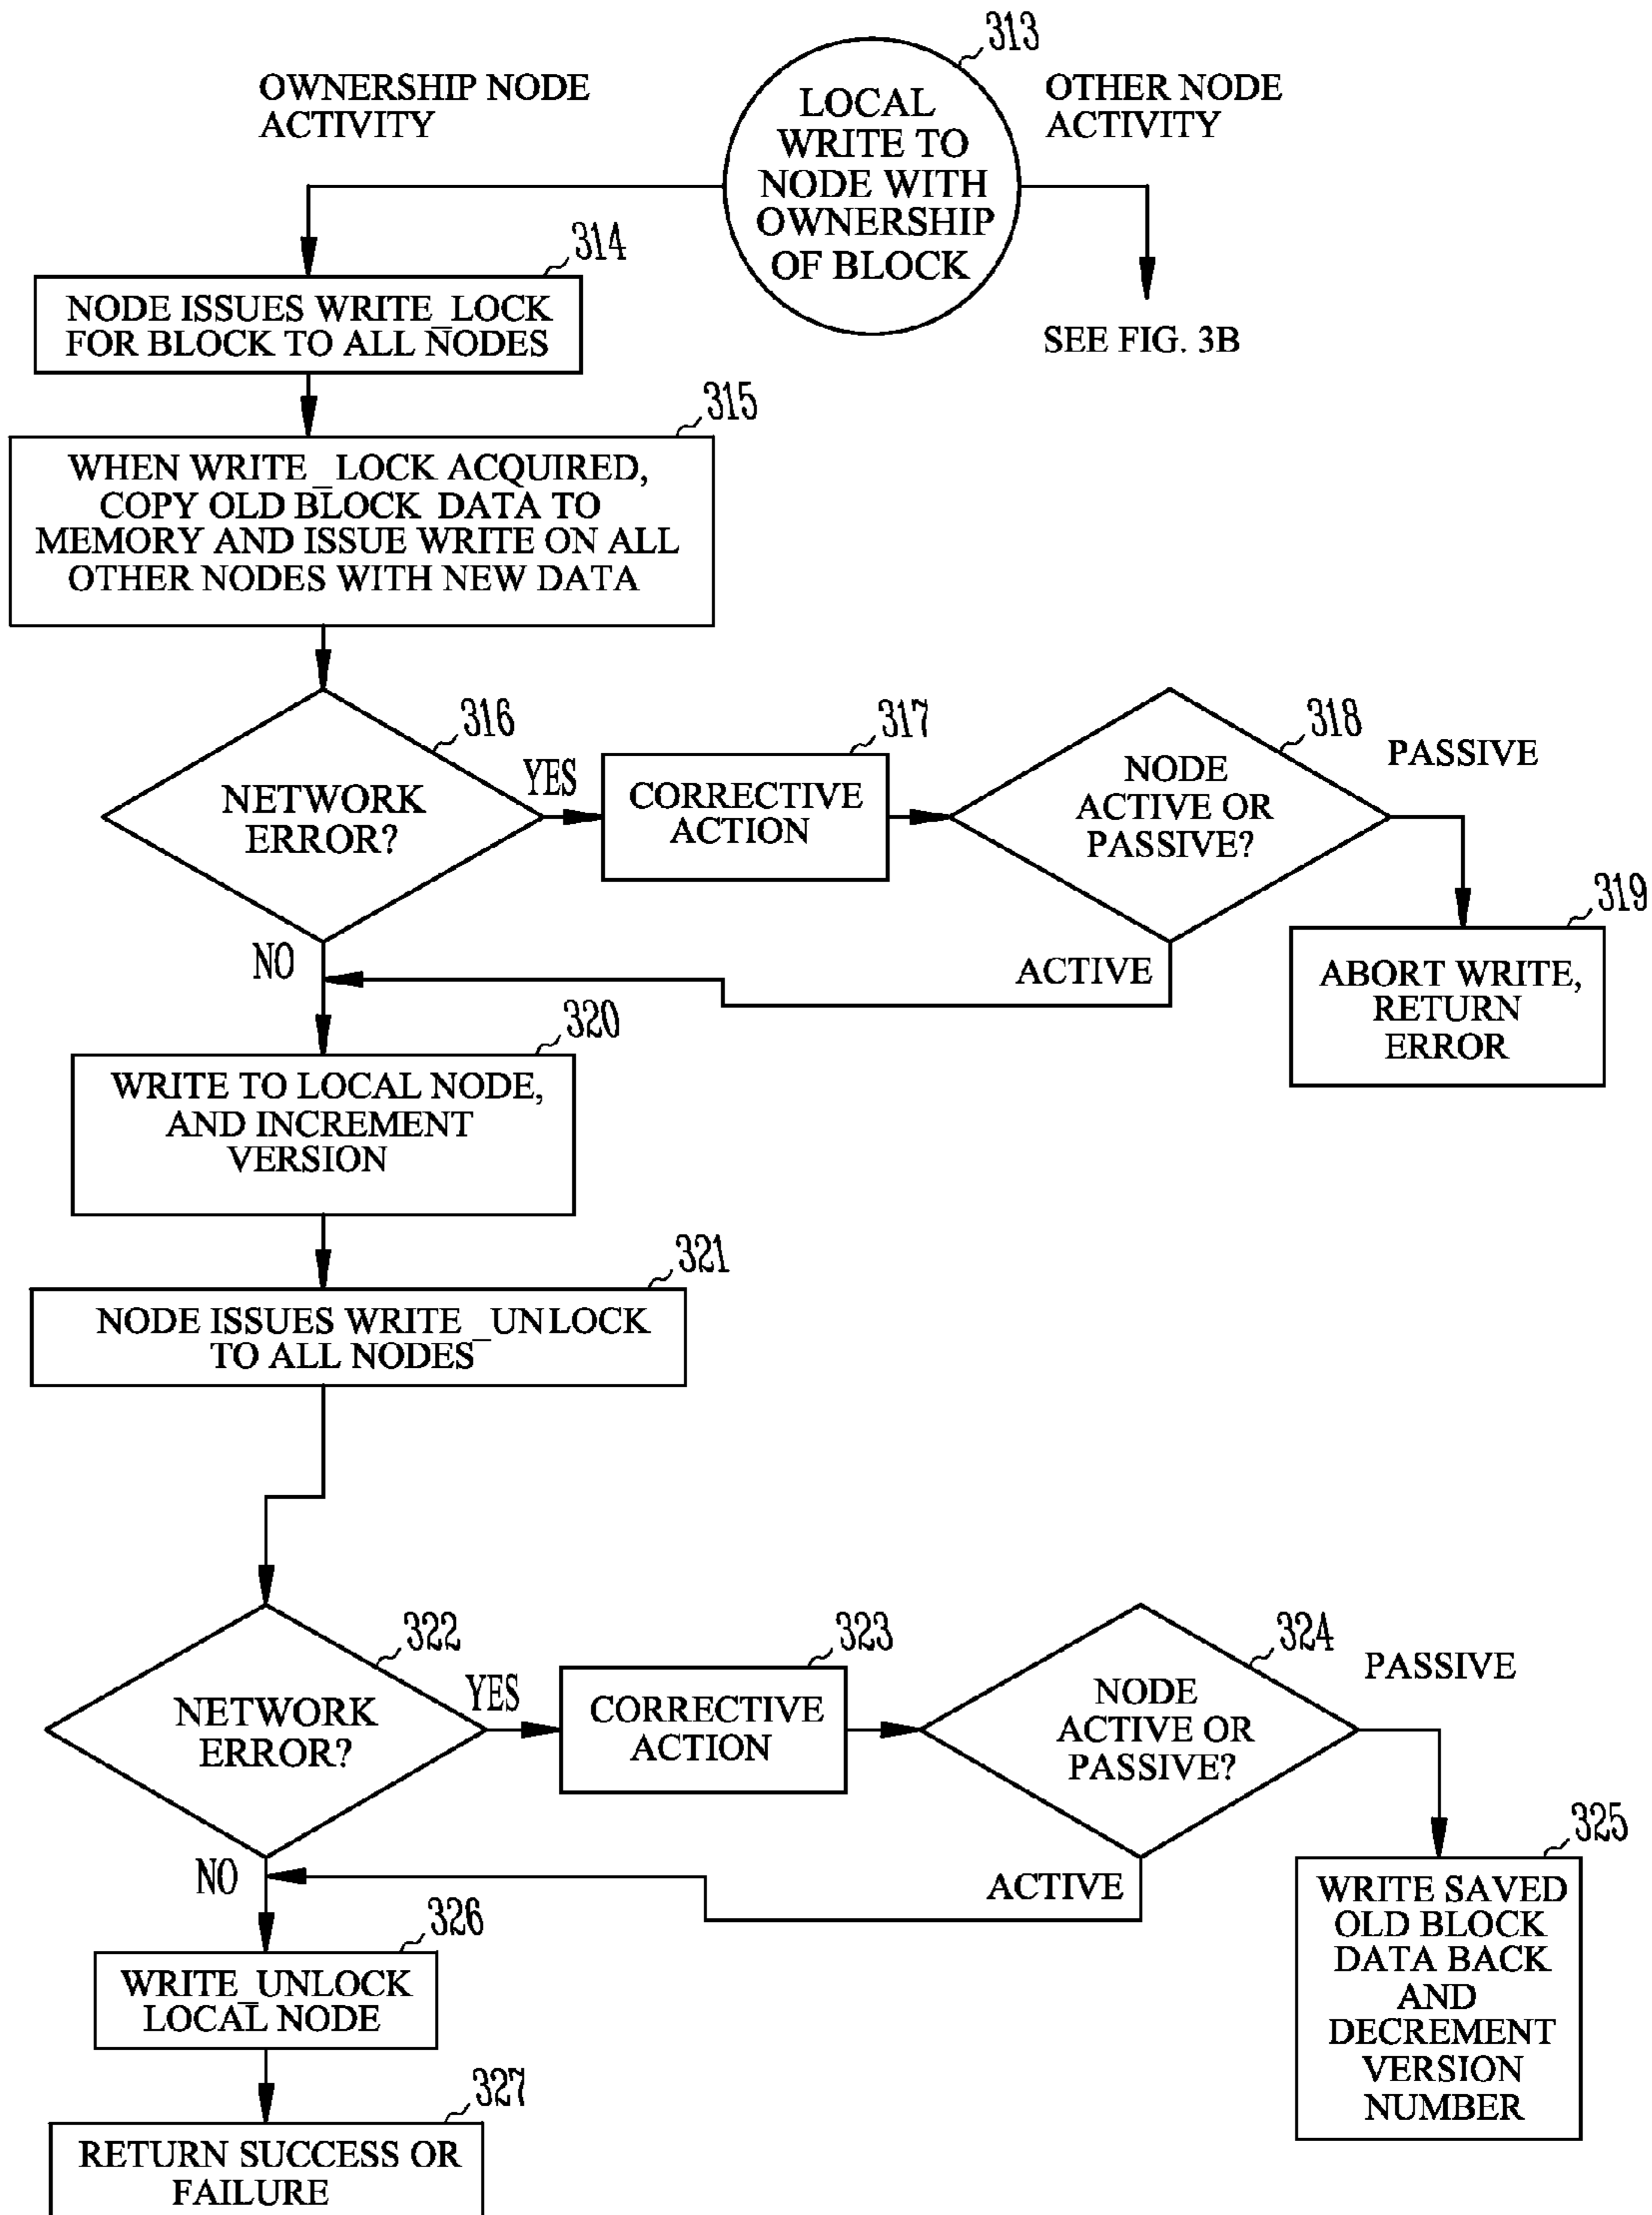 313
OWNERSHIP NODE
ACTIVITY
LOCAL
WRITE TO
NODE WITH
OWNERSHIP
OF BLOCK
OTHER NODE
ACTIVITY
SEE FIG. 3B
314
NODE ISSUES WRITE_LOCK
FOR BLOCK TO ALL NODES
315
WHEN WRITE_LOCK ACQUIRED,
COPY OLD BLOCK DATA TO
MEMORY AND ISSUE WRITE ON ALL
OTHER NODES WITH NEW DATA
316
NETWORK
ERROR?
YES
317
CORRECTIVE
ACTION
318
NODE
ACTIVE OR
PASSIVE?
PASSIVE
319
ABORT WRITE,
RETURN
ERROR
NO
ACTIVE
320
WRITE TO LOCAL NODE,
AND INCREMENT
VERSION
321
NODE ISSUES WRITE_UNLOCK
TO ALL NODES
322
NETWORK
ERROR?
YES
323
CORRECTIVE
ACTION
324
NODE
ACTIVE OR
PASSIVE?
PASSIVE
325
WRITE SAVED
OLD BLOCK
DATA BACK
AND
DECREMENT
VERSION
NUMBER
NO
ACTIVE
326
WRITE_UNLOCK
LOCAL NODE
327
RETURN SUCCESS OR
FAILURE